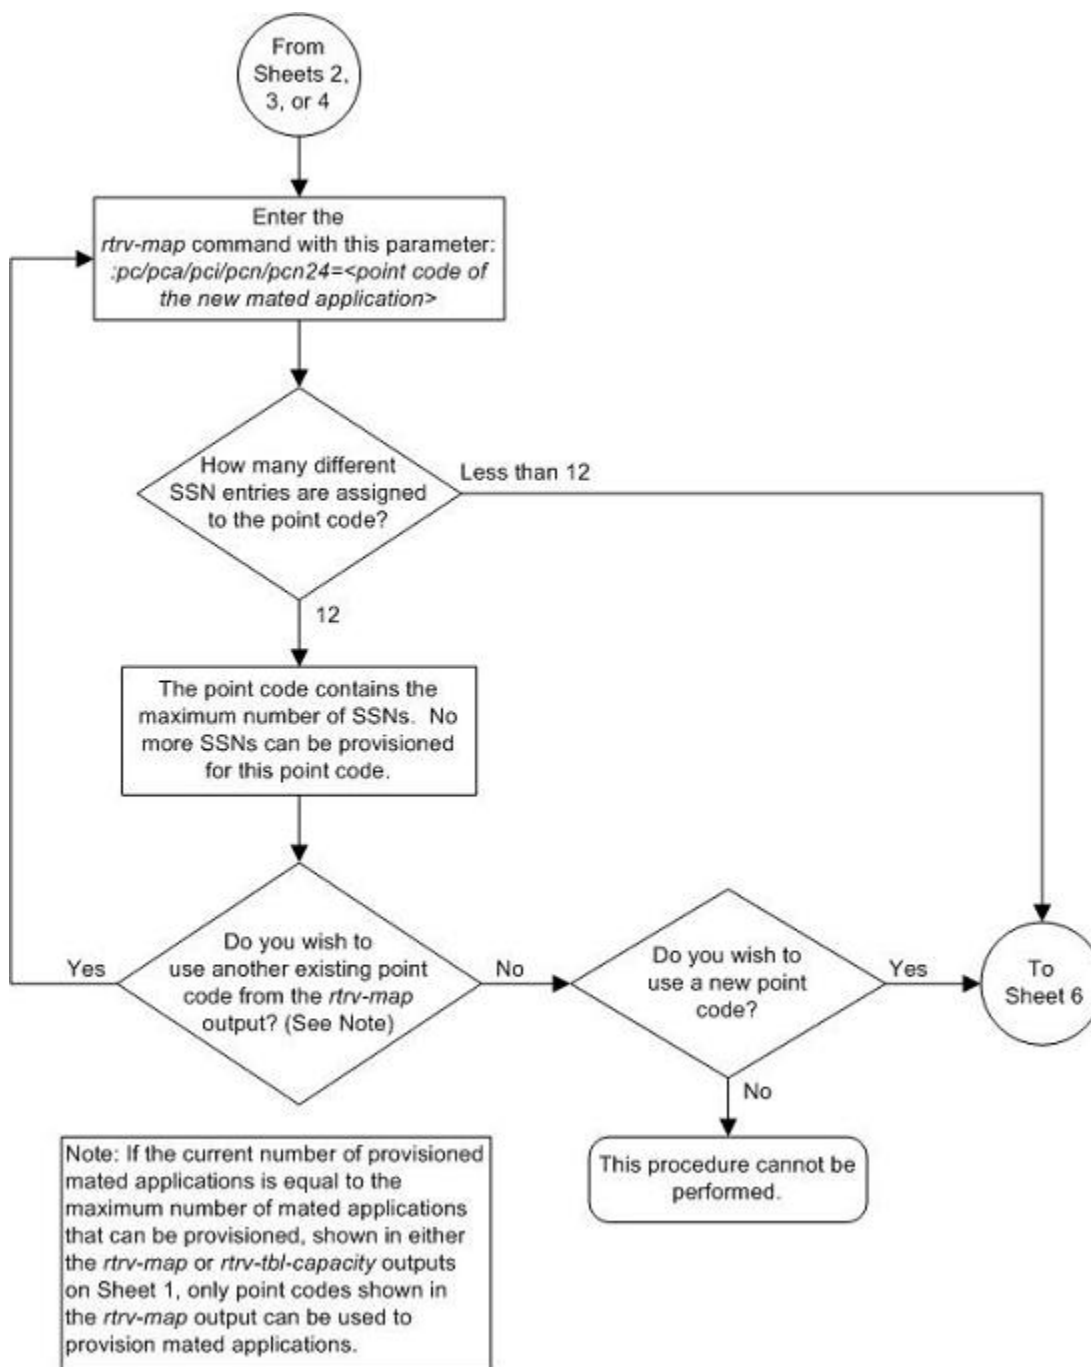 From
Sheets 2,
3, or 4
Enter the
rtrv-map command with this parameter:
:pc/pca/pci/pcn/pcn24=<point code of
the new mated application>
How many different
SSN entries are assigned
to the point code?
Less than 12
12
The point code contains the
maximum number of SSNs. No
more SSNs can be provisioned
for this point code.
Do you wish to
use another existing point
code from the rtrv-map
output? (See Note)
Yes
No
Do you wish to
use a new point
code?
Yes
To
Sheet 6
No
This procedure cannot be
performed.
Note: If the current number of provisioned
mated applications is equal to the
maximum number of mated applications
that can be provisioned, shown in either
the rtrv-map or rtrv-tbl-capacity outputs
on Sheet 1, only point codes shown in
the rtrv-map output can be used to
provision mated applications.